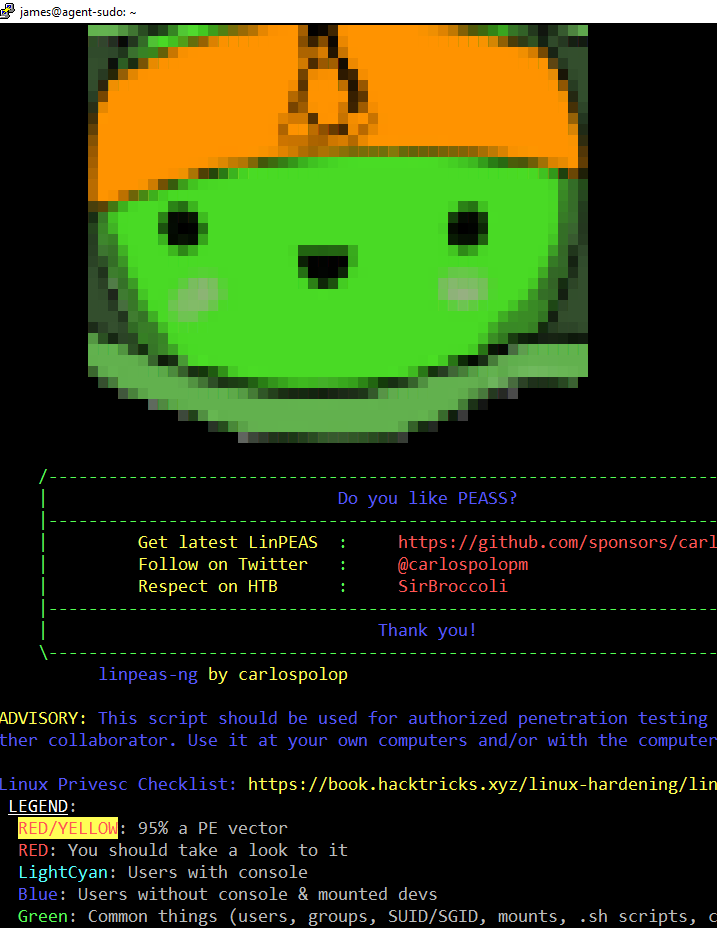 james@agent-sudo: ~
/----------------------------------------------------------------
| Do you like PEASS? 
|----------------------------------------------------------------
| Get latest LinPEAS : https://github.com/sponsors/carl
| Follow on Twitter : @carlospolopm
| Respect on HTB : SirBroccoli
|----------------------------------------------------------------
| Thank you!
\----------------------------------------------------------------
linpeas-ng by carlospolop
ADVISORY: This script should be used for authorized penetration testing
ther collaborator. Use it at your own computers and/or with the computer
Linux Privesc Checklist: https://book.hacktricks.xyz/linux-hardening/lin
LEGEND:
RED/YELLOW: 95% a PE vector
RED: You should take a look to it
LightCyan: Users with console
Blue: Users without console & mounted devs
Green: Common things (users, groups, SUID/SGID, mounts, .sh scripts, c